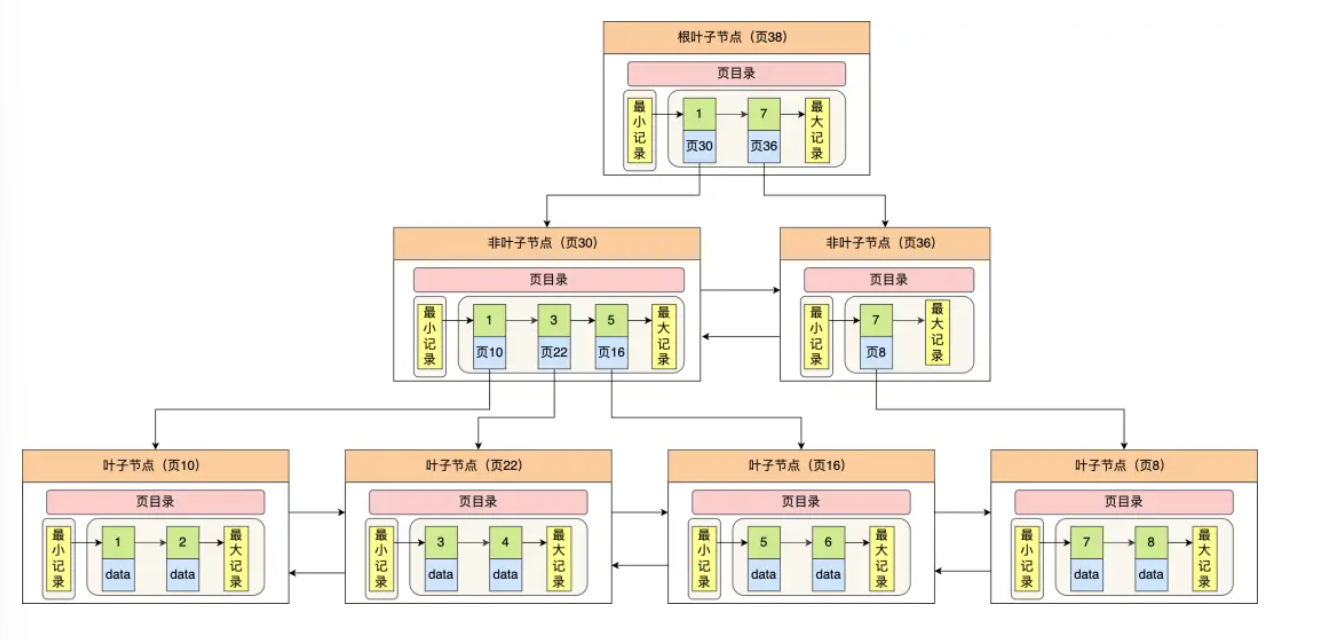 根叶子节点（页38）
页目录
最小记录
1
页30
7
页36
最大记录
非叶子节点（页30）
页目录
最小记录
1
页10
3
页22
5
页16
最大记录
非叶子节点（页36）
页目录
最小记录
7
页8
最大记录
叶子节点（页10）
页目录
最小记录
1
data
2
data
最大记录
叶子节点（页22）
页目录
最小记录
3
data
4
data
最大记录
叶子节点（页16）
页目录
最小记录
5
data
6
data
最大记录
叶子节点（页8）
页目录
最小记录
7
data
8
data
最大记录